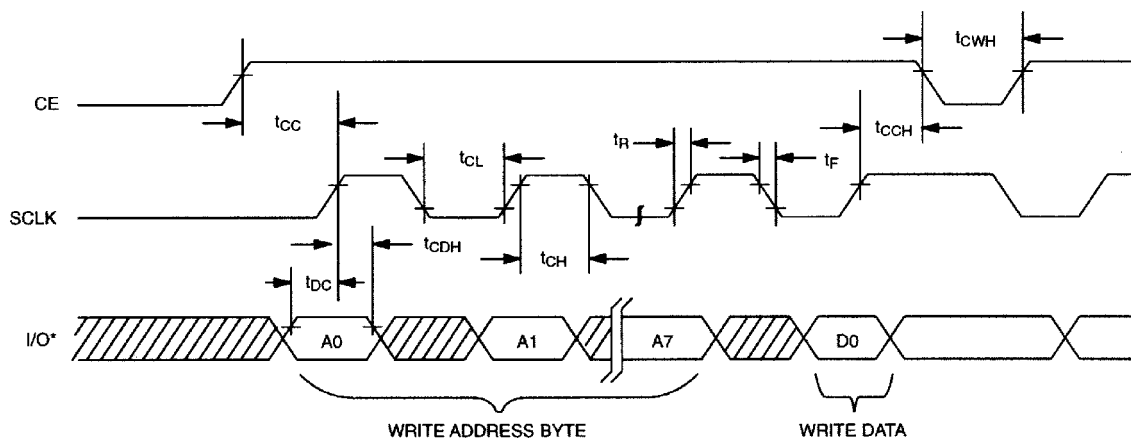 tCWH
CE
tCC
tCCH
tCL
tR
tF
SCLK
tCDH
tCH
tDC
I/O*
A0
A1
A7
D0
WRITE ADDRESS BYTE
WRITE DATA